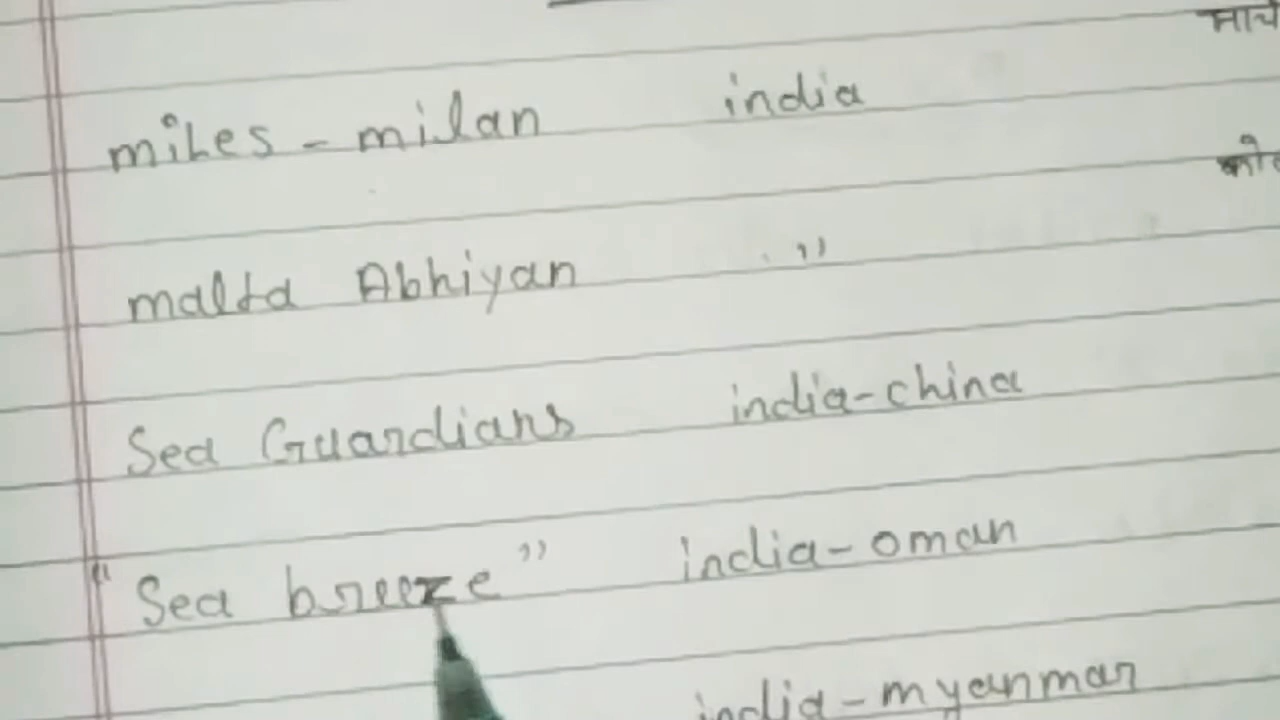 miles - milan india
malta Abhiyan "
Sea Guardians india-china
"Sea breeze" india-oman
india-myanmar